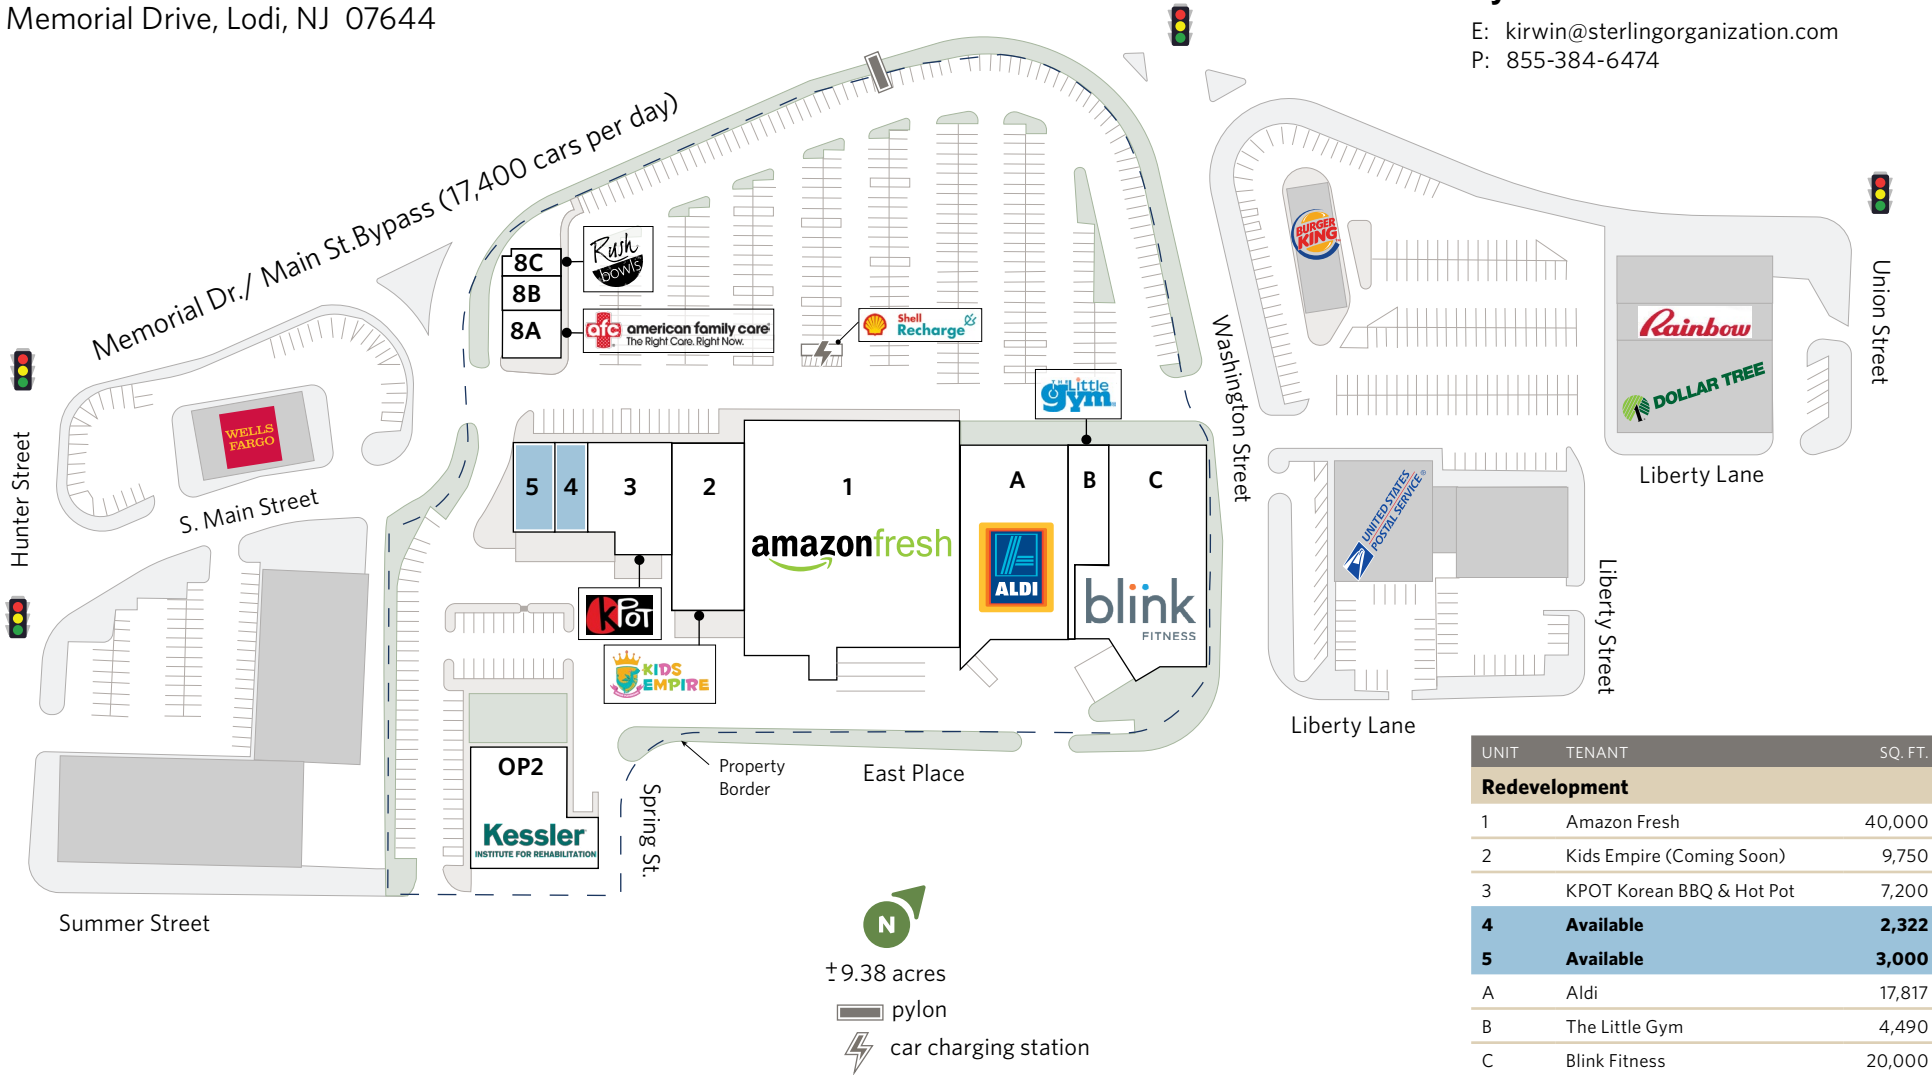 Memorial Drive, Lodi, NJ 07644
E: kirwin@sterlingorganization.com
P: 855-384-6474
Memorial Dr./ Main St.Bypass (17,400 cars per day)
8C
8B
8A
Rush
bowls
afc american family care
The Right Care. Right Now.
Shell
Recharge
THE Little
gym
BURGER
KING
Rainbow
DOLLAR TREE
Union Street
Washington Street
Hunter Street
WELLS
FARGO
S. Main Street
5
4
3
2
1
A
B
C
amazonfresh
ALDI
blink
FITNESS
KPOT
KIDS
EMPIRE
UNITED STATES
POSTAL SERVICE®
Liberty Lane
Liberty Street
Liberty Lane
OP2
Kessler
INSTITUTE FOR REHABILITATION
Property
Border
East Place
Spring St.
Summer Street
N
±9.38 acres
pylon
car charging station
UNIT TENANT SQ. FT.
Redevelopment
1 Amazon Fresh 40,000
2 Kids Empire (Coming Soon) 9,750
3 KPOT Korean BBQ & Hot Pot 7,200
4 Available 2,322
5 Available 3,000
A Aldi 17,817
B The Little Gym 4,490
C Blink Fitness 20,000